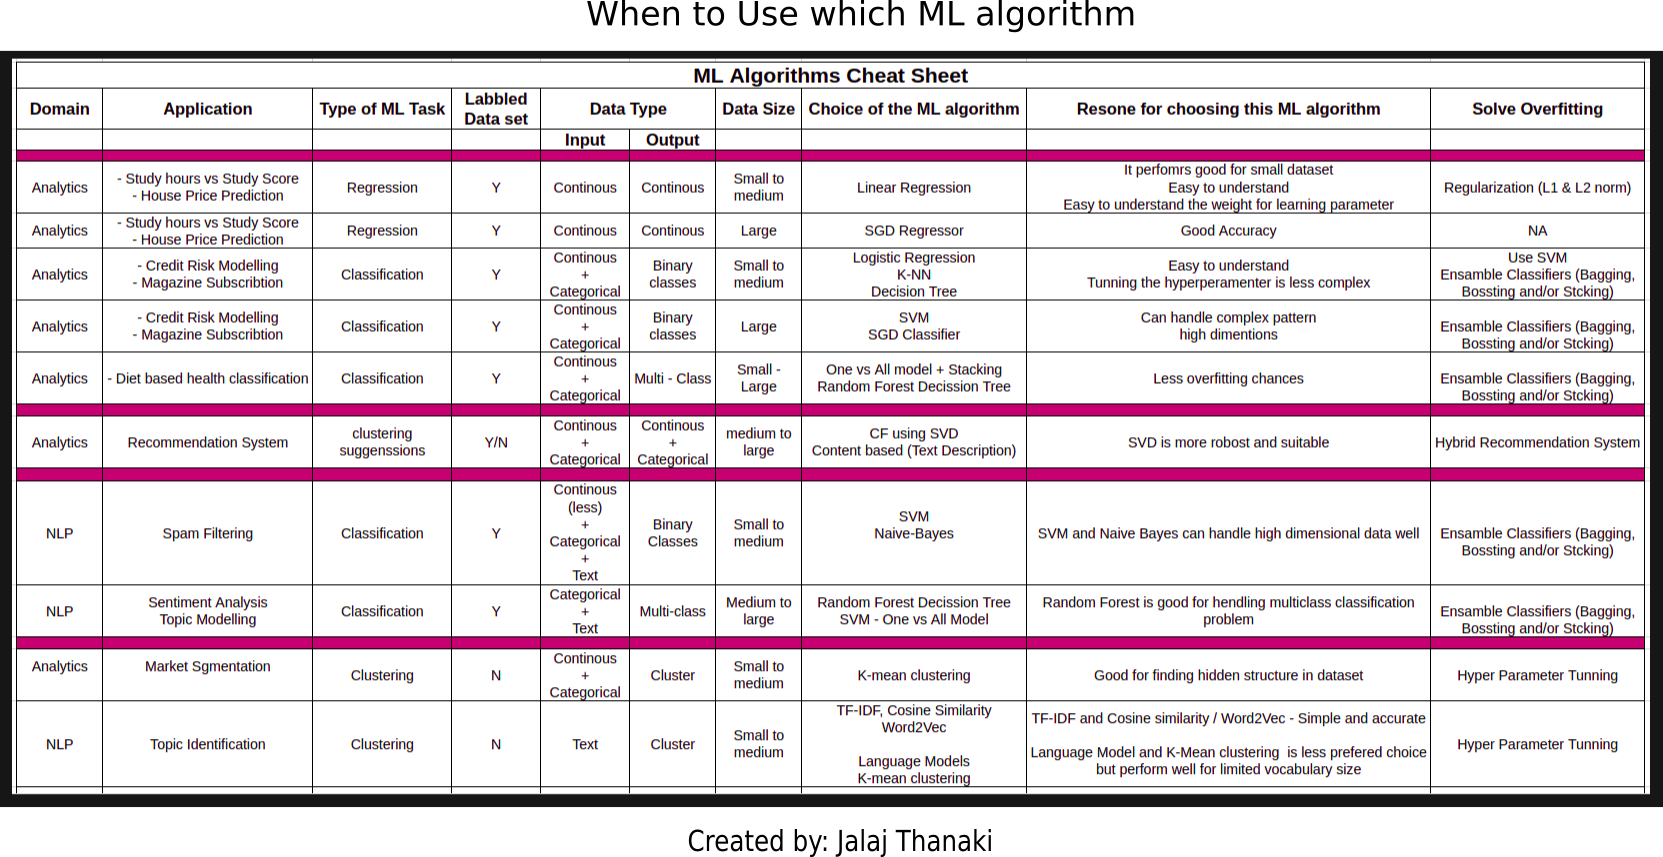 When to Use which ML algorithm
ML Algorithms Cheat Sheet
Domain Application Type of ML Task Labbled Data set Data Type Data Size Choice of the ML algorithm Resone for choosing this ML algorithm Solve Overfitting
Input Output
Analytics
- Study hours vs Study Score
- House Price Prediction
Regression
Y
Continous
Continous
Small to
medium
Linear Regression
It perfomrs good for small dataset
Easy to understand
Easy to understand the weight for learning parameter
Regularization (L1 & L2 norm)
Analytics
- Study hours vs Study Score
- House Price Prediction
Regression
Y
Continous
Continous
Large
SGD Regressor
Good Accuracy
NA
Analytics
- Credit Risk Modelling
- Magazine Subscribtion
Classification
Y
Continous
+
Categorical
Binary
classes
Small to
medium
Logistic Regression
K-NN
Decision Tree
Easy to understand
Tunning the hyperperamenter is less complex
Use SVM
Ensamble Classifiers (Bagging,
Bossting and/or Stcking)
Analytics
- Credit Risk Modelling
- Magazine Subscribtion
Classification
Y
Continous
+
Categorical
Binary
classes
Large
SVM
SGD Classifier
Can handle complex pattern
high dimentions
Ensamble Classifiers (Bagging,
Bossting and/or Stcking)
Analytics
- Diet based health classification
Classification
Y
Continous
+
Categorical
Multi - Class
Small -
Large
One vs All model + Stacking
Random Forest Decission Tree
Less overfitting chances
Ensamble Classifiers (Bagging,
Bossting and/or Stcking)
Analytics
Recommendation System
clustering
suggenssions
Y/N
Continous
+
Categorical
Continous
+
Categorical
medium to
large
CF using SVD
Content based (Text Description)
SVD is more robost and suitable
Hybrid Recommendation System
NLP
Spam Filtering
Classification
Y
Continous
(less)
+
Categorical
+
Text
Binary
Classes
Small to
medium
SVM
Naive-Bayes
SVM and Naive Bayes can handle high dimensional data well
Ensamble Classifiers (Bagging,
Bossting and/or Stcking)
NLP
Sentiment Analysis
Topic Modelling
Classification
Y
Categorical
+
Text
Multi-class
Medium to
large
Random Forest Decission Tree
SVM - One vs All Model
Random Forest is good for hendling multiclass classification
problem
Ensamble Classifiers (Bagging,
Bossting and/or Stcking)
Analytics
Market Sgmentation
Clustering
N
Continous
+
Categorical
Cluster
Small to
medium
K-mean clustering
Good for finding hidden structure in dataset
Hyper Parameter Tunning
NLP
Topic Identification
Clustering
N
Text
Cluster
Small to
medium
TF-IDF, Cosine Similarity
Word2Vec
Language Models
K-mean clustering
TF-IDF and Cosine similarity / Word2Vec - Simple and accurate
Language Model and K-Mean clustering is less prefered choice
but perform well for limited vocabulary size
Hyper Parameter Tunning
Created by: Jalaj Thanaki